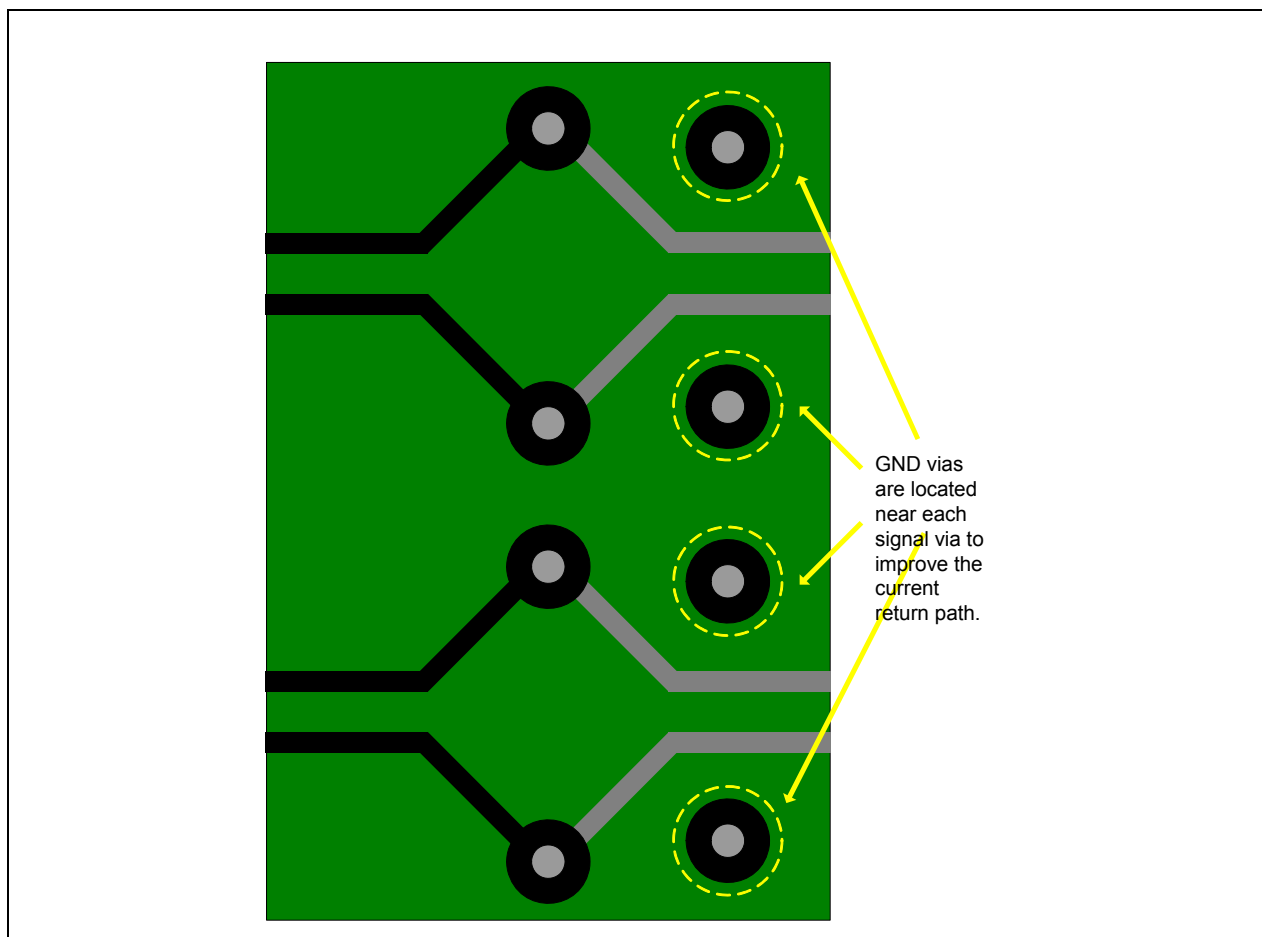 GND vias
are located
near each
signal via to
improve the
current
return path.